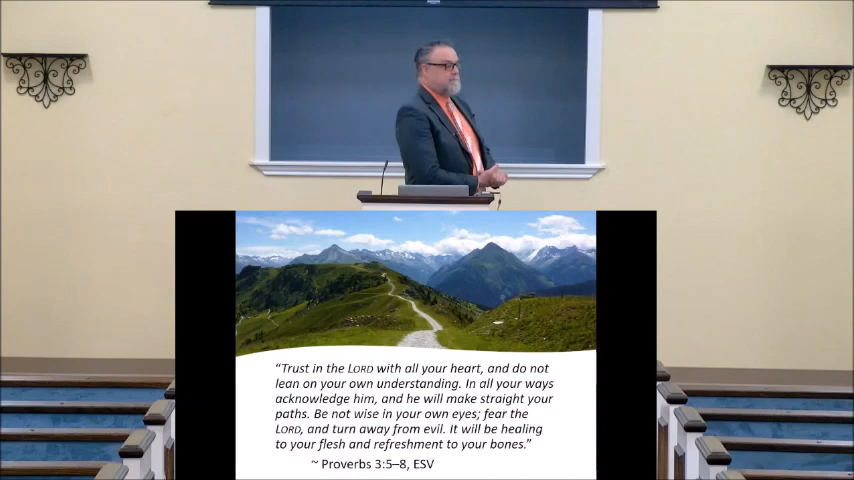 “Trust in the LORD with all your heart, and do not
lean on your own understanding. In all your ways
acknowledge him, and he will make straight your
paths. Be not wise in your own eyes; fear the
LORD, and turn away from evil. It will be healing
to your flesh and refreshment to your bones.”
~ Proverbs 3:5–8, ESV